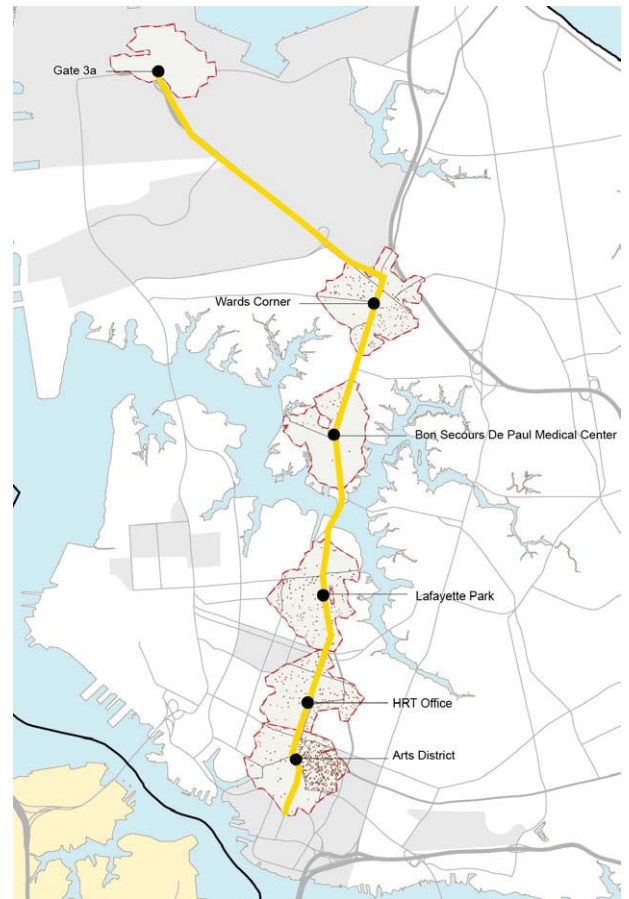 Gate 3a
Wards Corner
Bon Secours De Paul Medical Center
Lafayette Park
HRT Office
Arts District